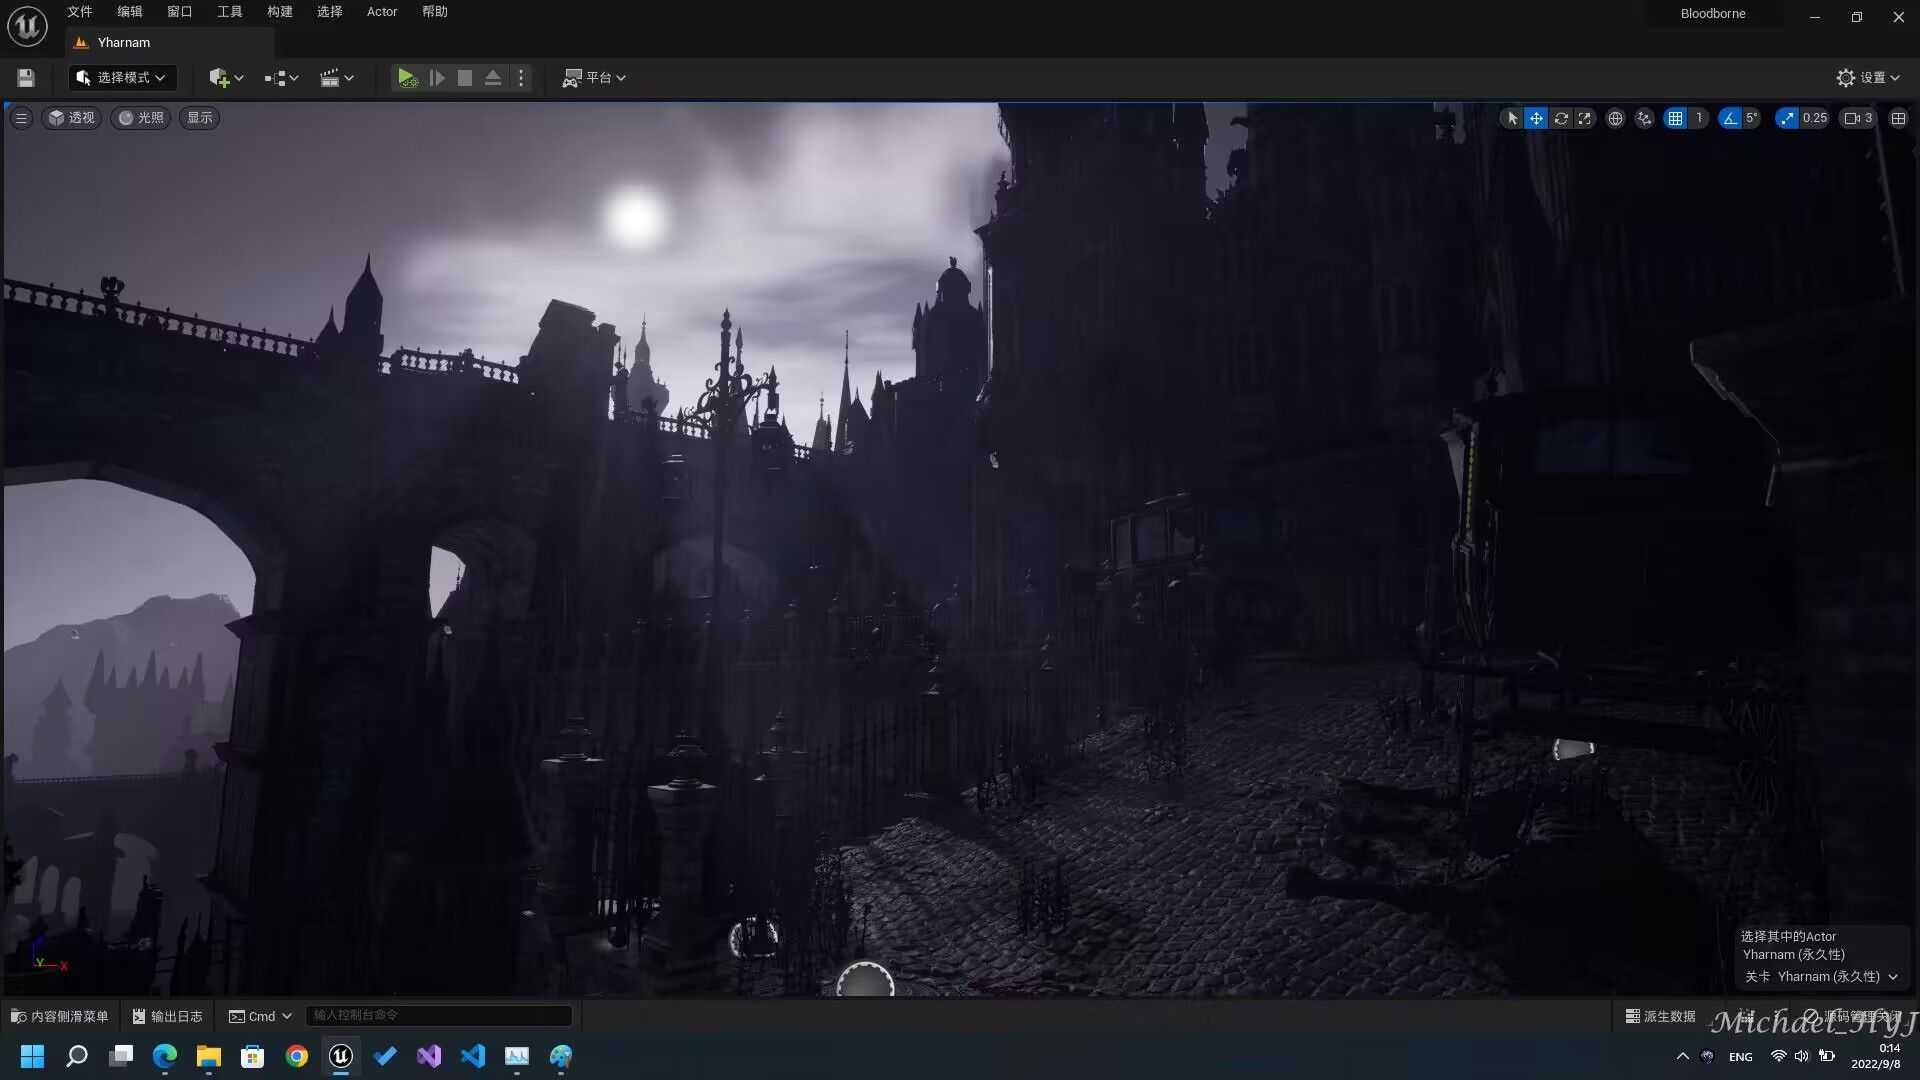 文件 编辑 窗口 工具 构建 选择 Actor 帮助 Bloodborne
Yharnam
选择模式 平台 设置
透视 光照 显示 1 5° 0.25 3
选择其中的Actor
Yharnam (永久性)
关卡 Yharnam (永久性)
Y X
内容侧滑菜单 输出日志 Cmd 输入控制台命令 派生数据 源码管理关闭
Michael_HYJ
ENG 0:14
2022/9/8